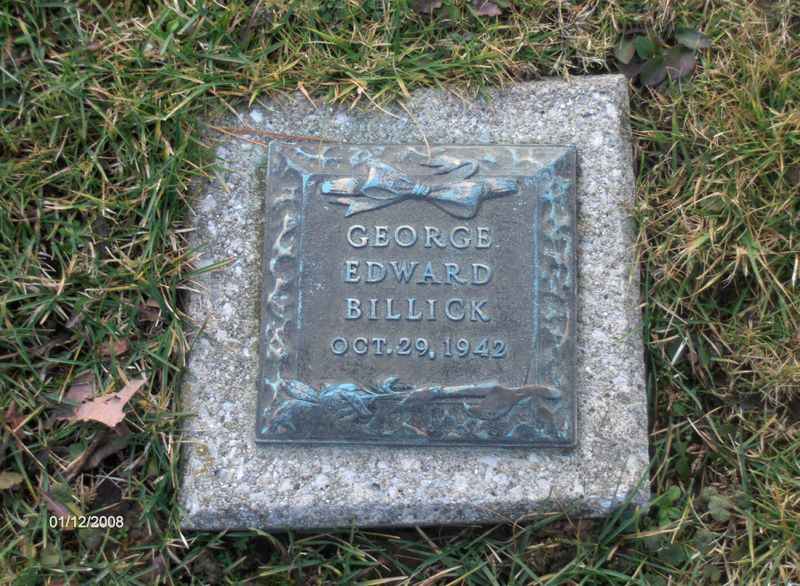 GEORGE
EDWARD
BILLICK
OCT. 29, 1942
01/12/2008